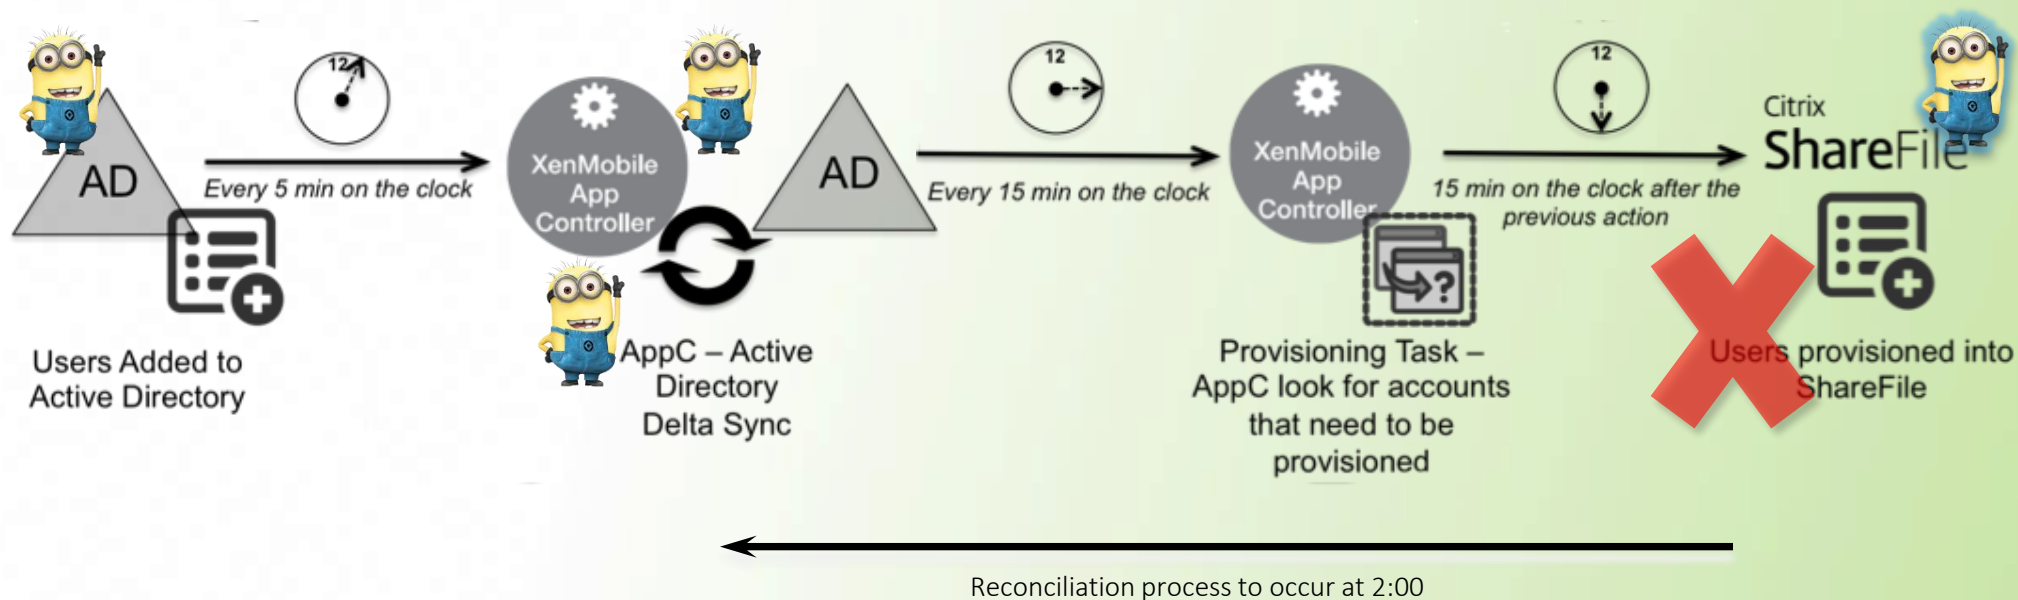 AD
12
Every 5 min on the clock
Users Added to
Active Directory
XenMobile
App
Controller
AD
AppC – Active
Directory
Delta Sync
12
Every 15 min on the clock
XenMobile
App
Controller
?
Provisioning Task –
AppC look for accounts
that need to be
provisioned
12
15 min on the clock after the
previous action
Citrix
ShareFile
Users provisioned into
ShareFile
Reconciliation process to occur at 2:00